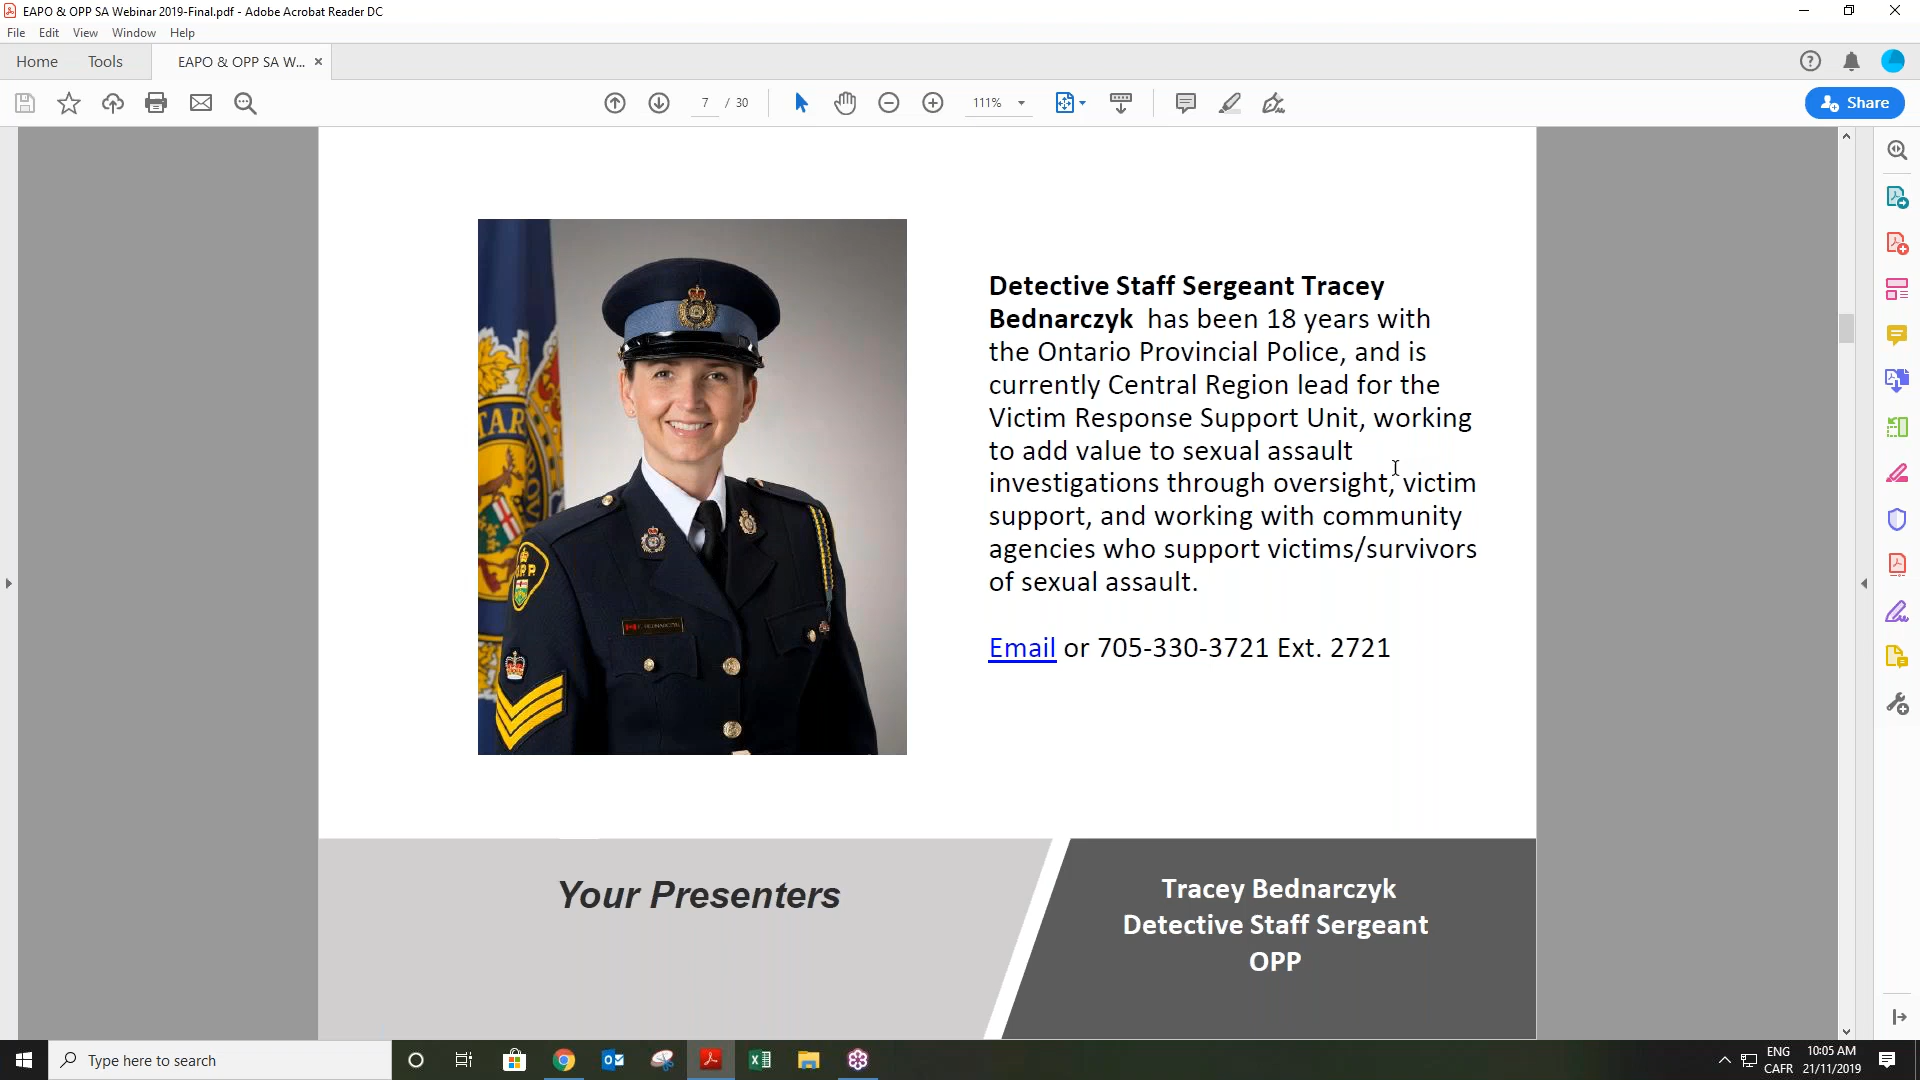 EAPO & OPP SA Webinar 2019-Final.pdf - Adobe Acrobat Reader DC
File Edit View Window Help
Home Tools EAPO & OPP SA W... ×
7 / 30 111%
Share
Detective Staff Sergeant Tracey
Bednarczyk has been 18 years with
the Ontario Provincial Police, and is
currently Central Region lead for the
Victim Response Support Unit, working
to add value to sexual assault
investigations through oversight, victim
support, and working with community
agencies who support victims/survivors
of sexual assault.
Email or 705-330-3721 Ext. 2721
TAR
O.P.P.
BEDNARCZYK
Your Presenters
Tracey Bednarczyk
Detective Staff Sergeant
OPP
Type here to search
ENG 10:05 AM
CAFR 21/11/2019